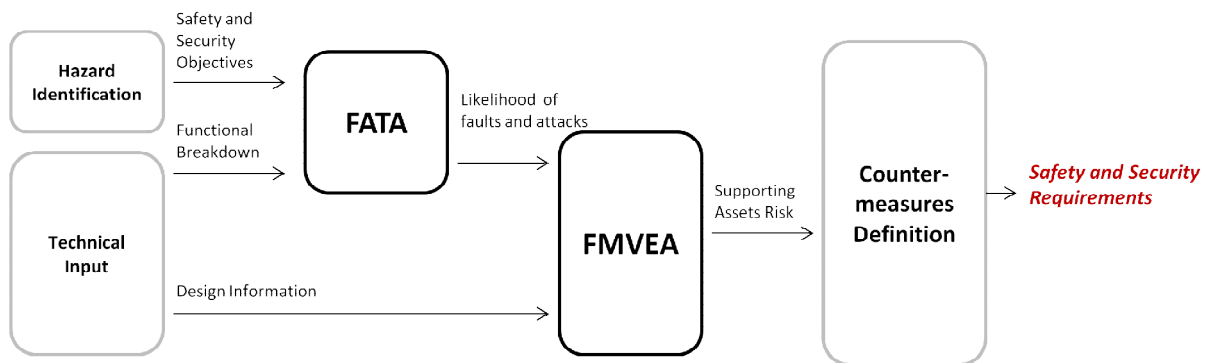 Hazard
Identification
Safety and
Security
Objectives
Technical
Input
Functional
Breakdown
Design Information
FATA
Likelihood of
faults and attacks
FMVEA
Supporting
Assets Risk
Counter-
measures
Definition
Safety and Security
Requirements